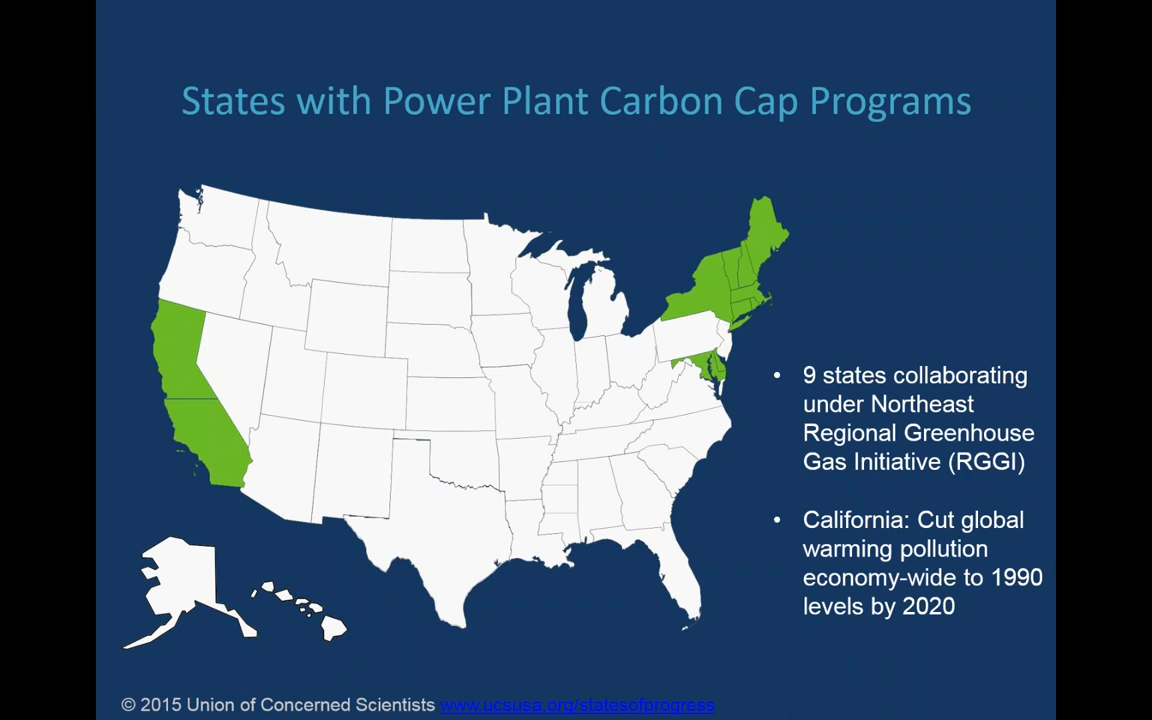 States with Power Plant Carbon Cap Programs
• 9 states collaborating
under Northeast
Regional Greenhouse
Gas Initiative (RGGI)
• California: Cut global
warming pollution
economy-wide to 1990
levels by 2020
© 2015 Union of Concerned Scientists www.ucsusa.org/statesofprogress